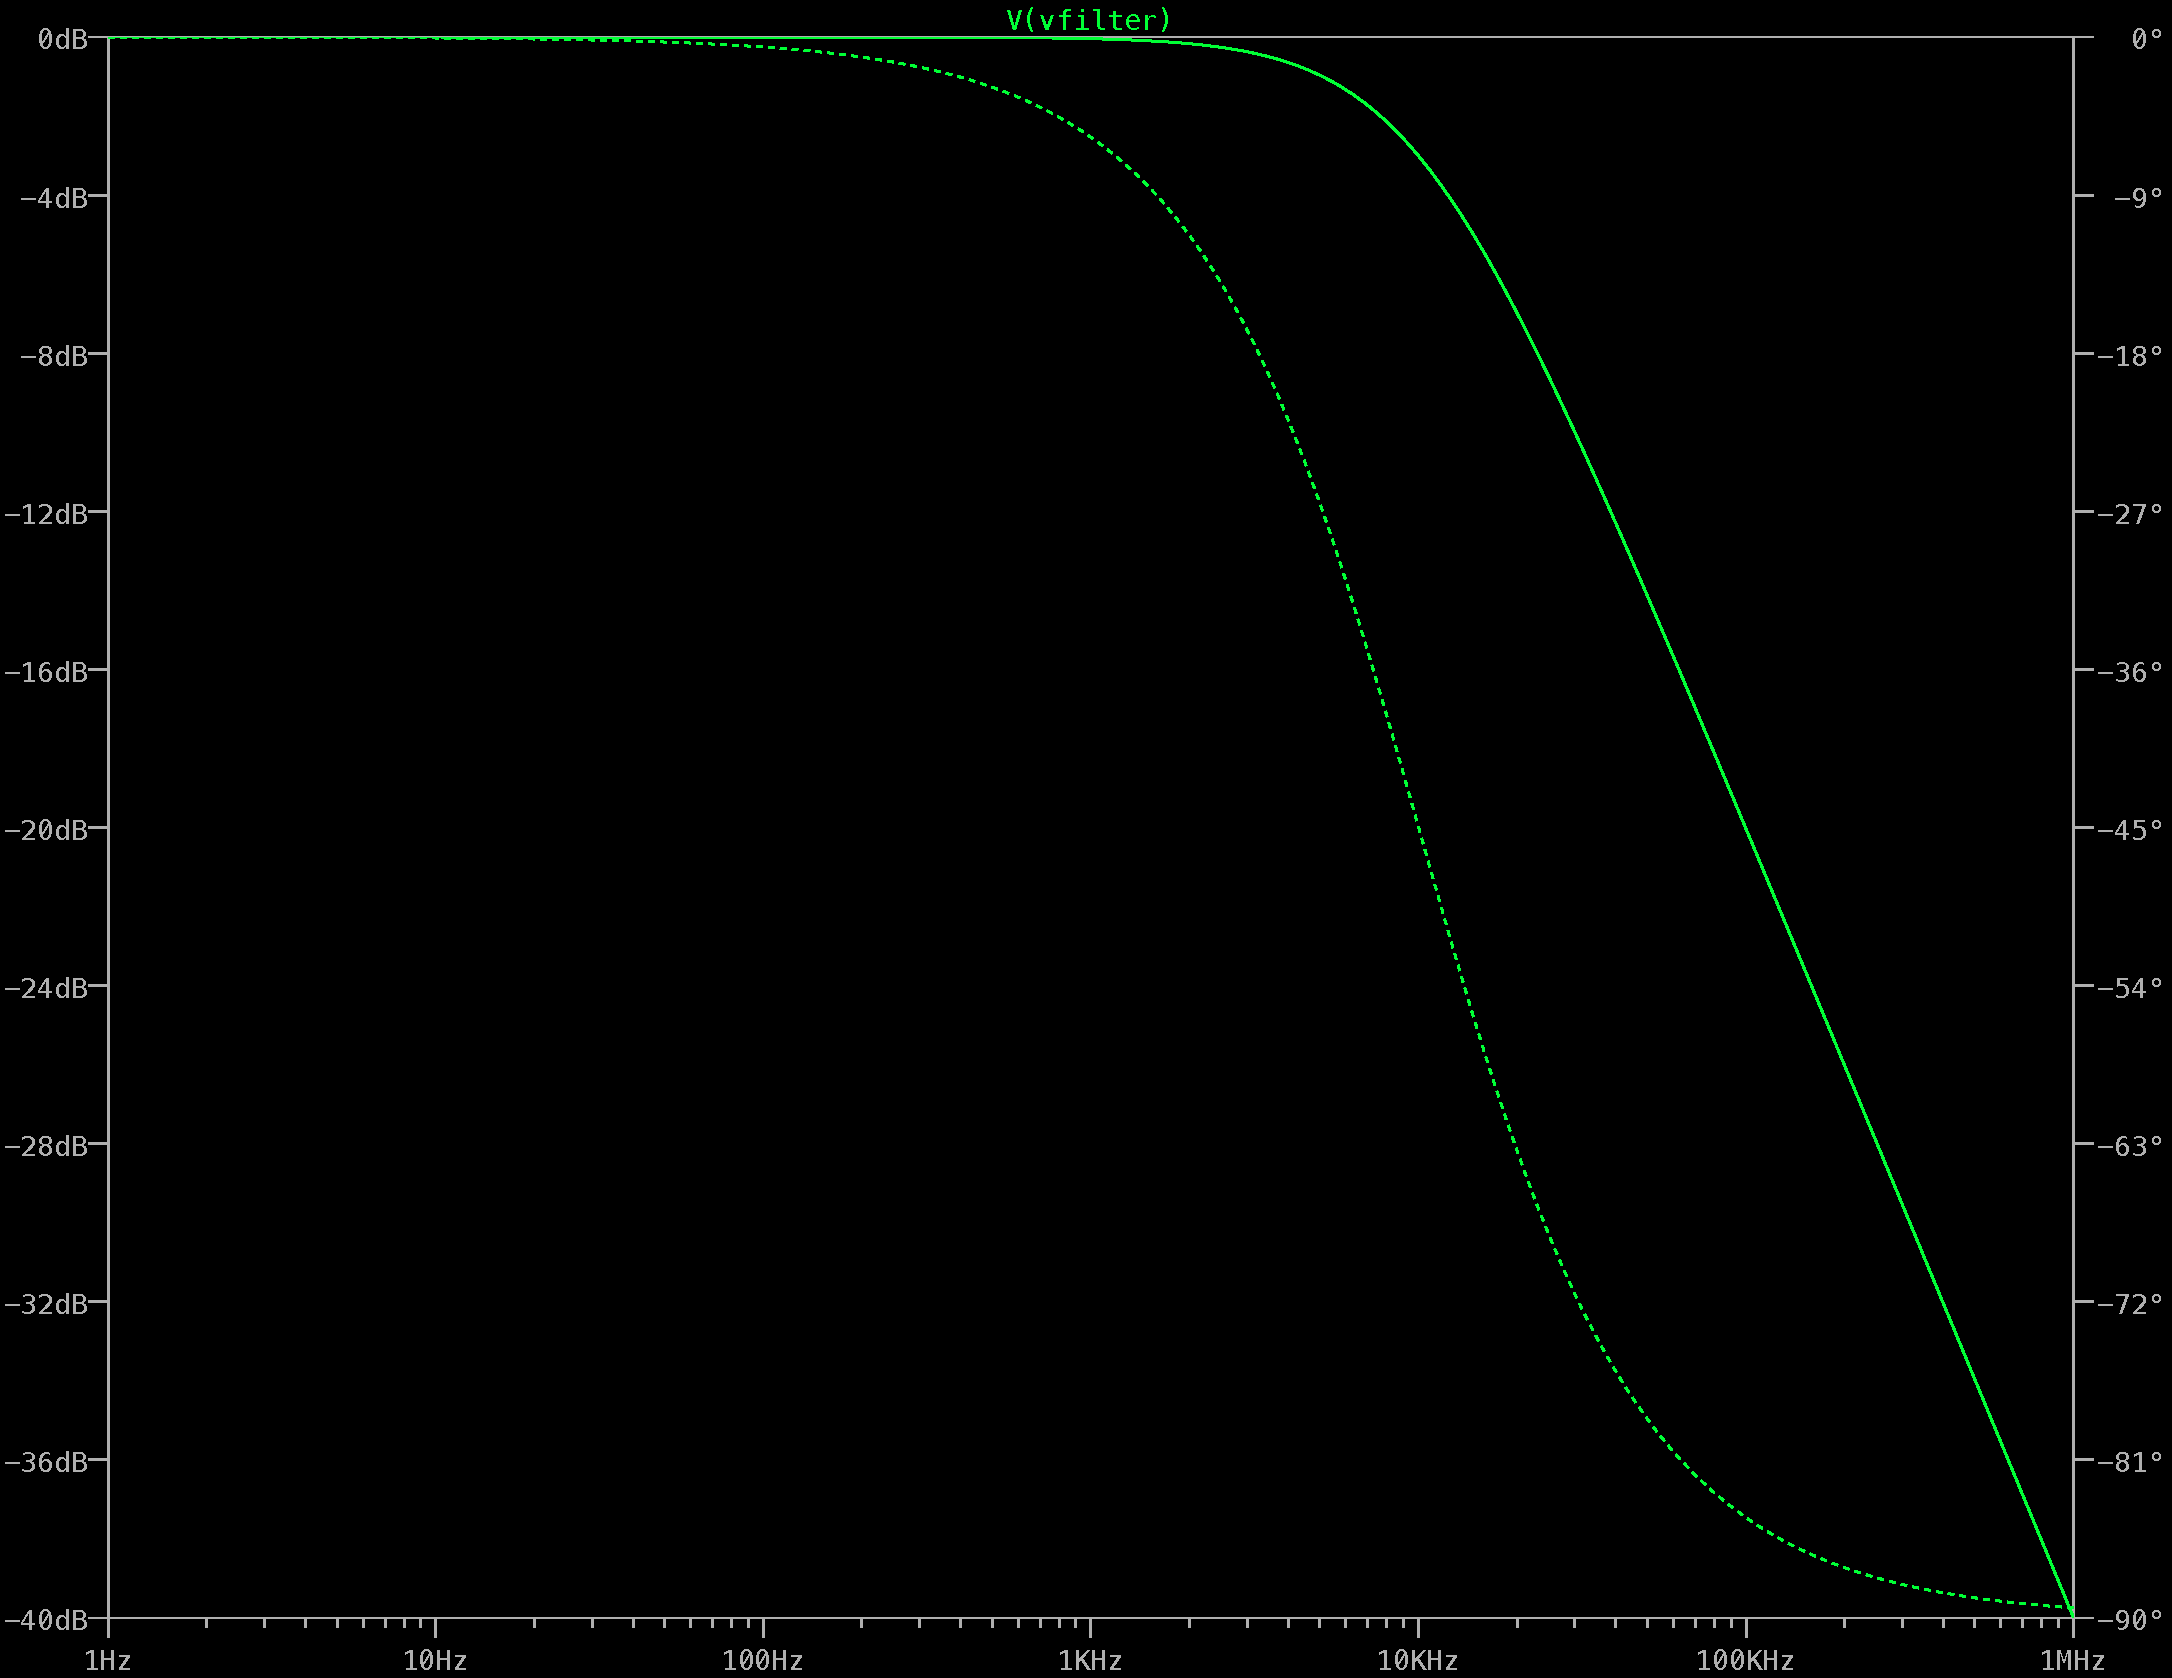 V(vfilter)
0dB 0°
−4dB −9°
−8dB −18°
−12dB −27°
−16dB −36°
−20dB −45°
−24dB −54°
−28dB −63°
−32dB −72°
−36dB −81°
−40dB −90°
1Hz 10Hz 100Hz 1KHz 10KHz 100KHz 1MHz